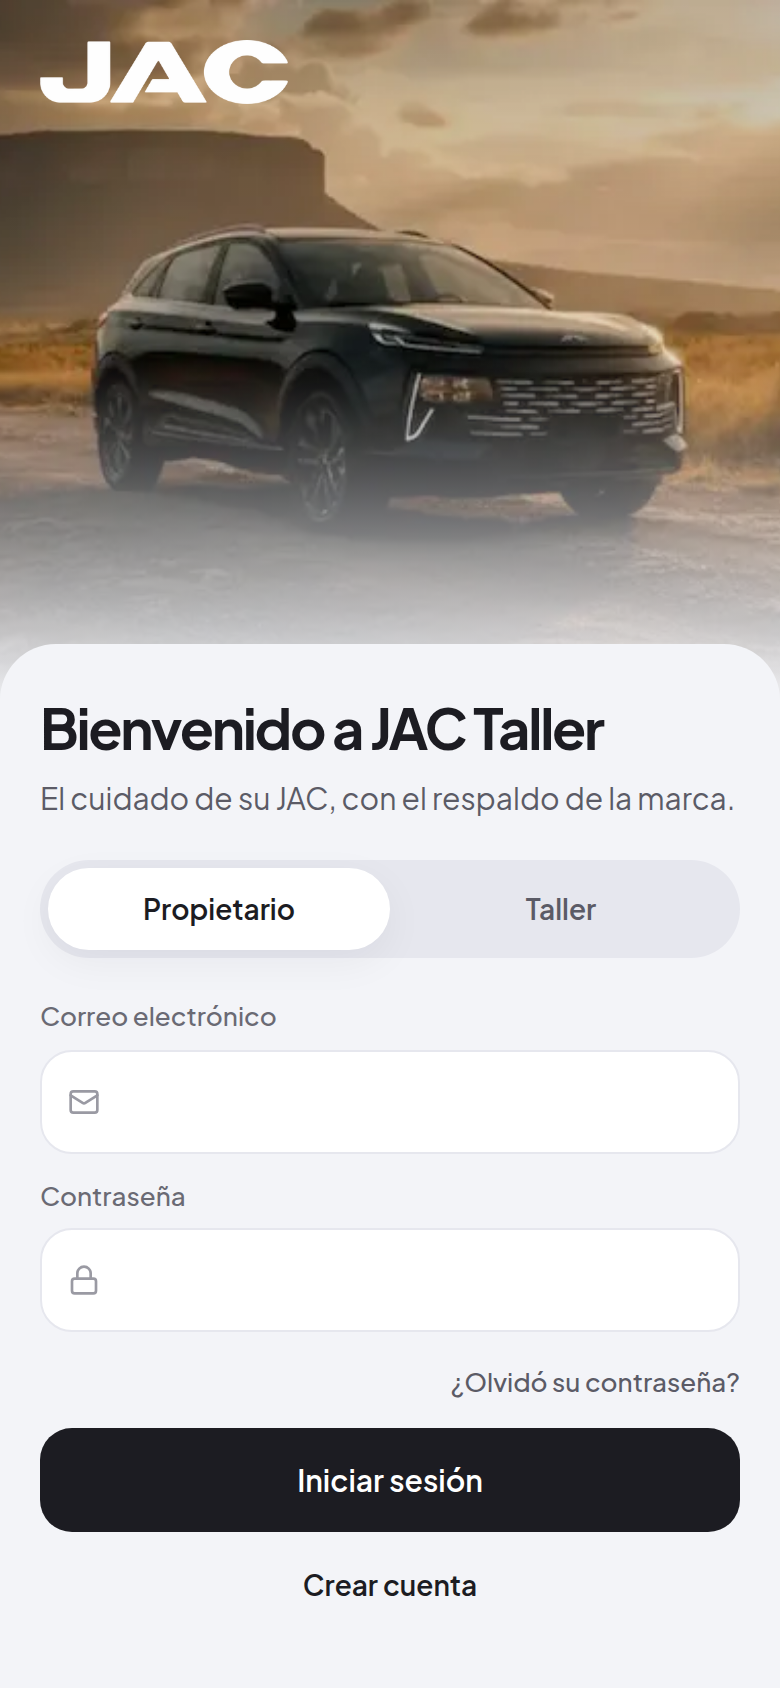 JAC
Bienvenido a JAC Taller
El cuidado de su JAC, con el respaldo de la marca.
Propietario
Taller
Correo electrónico
Contraseña
¿Olvidó su contraseña?
Iniciar sesión
Crear cuenta